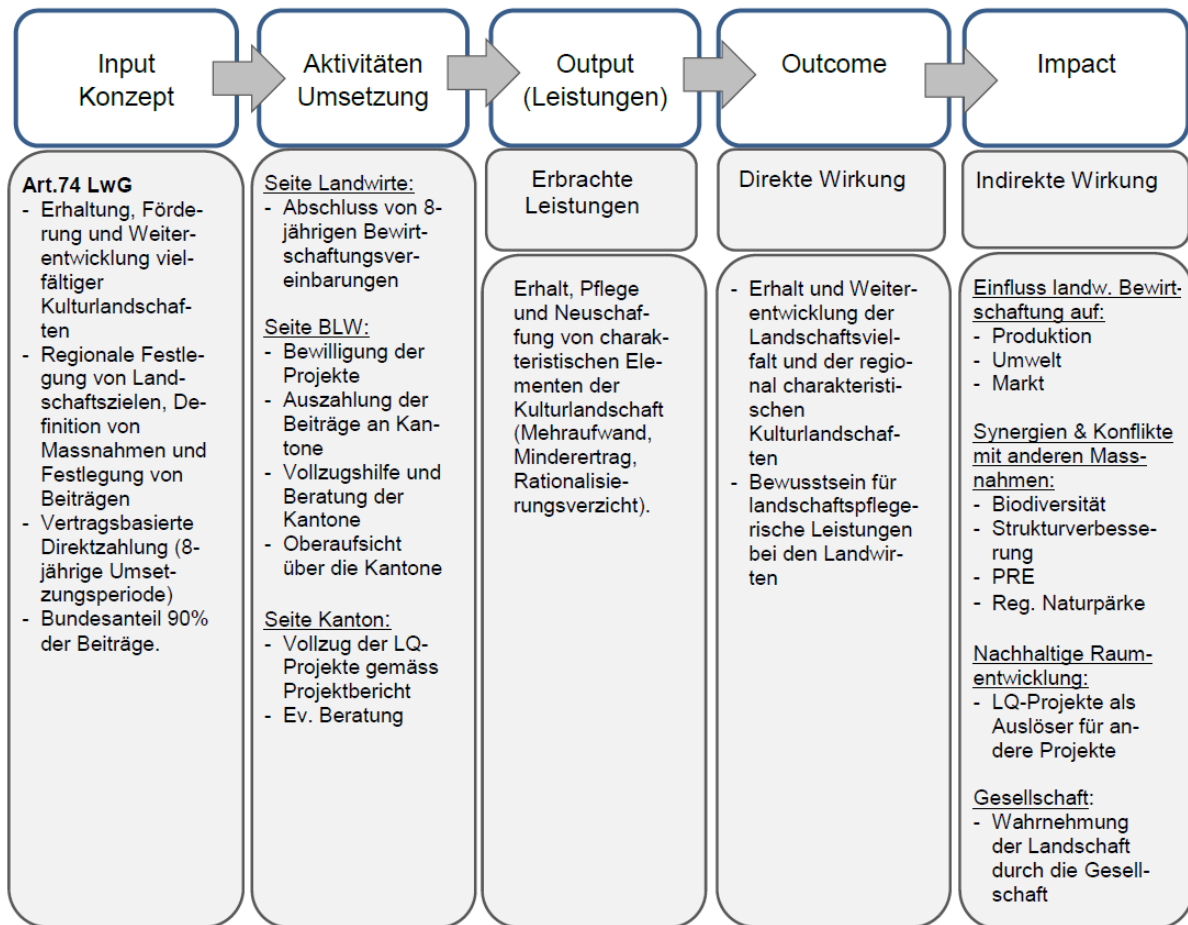 Input
Konzept
Aktivitäten
Umsetzung
Output
(Leistungen)
Outcome
Impact
Art.74 LwG
- Erhaltung, Förde-
rung und Weiter-
entwicklung viel-
fältiger
Kulturlandschaf-
ten
- Regionale Festle-
gung von Land-
schaftszielen, De-
finition von
Massnahmen und
Festlegung von
Beiträgen
- Vertragsbasierte
Direktzahlung (8-
jährige Umset-
zungsperiode)
- Bundesanteil 90%
der Beiträge.
Seite Landwirte:
- Abschluss von 8-
jährigen Bewirt-
schaftungsver-
einbarungen
Seite BLW:
- Bewilligung der
Projekte
- Auszahlung der
Beiträge an Kan-
tone
- Vollzugshilfe und
Beratung der
Kantone
- Oberaufsicht
über die Kantone
Seite Kanton:
- Vollzug der LQ-
Projekte gemäss
Projektbericht
- Ev. Beratung
Erbrachte
Leistungen
Erhalt, Pflege
und Neuschaf-
fung von charak-
teristischen Ele-
menten der
Kulturlandschaft
(Mehraufwand,
Minderertrag,
Rationalisie-
rungsverzicht).
Direkte Wirkung
- Erhalt und Weiter-
entwicklung der
Landschaftsviel-
falt und der regio-
nal charakteristi-
schen
Kulturlandschaf-
ten
- Bewusstsein für
landschaftspflege-
rische Leistungen
bei den Landwir-
ten
Indirekte Wirkung
Einfluss landw. Bewirt-
schaftung auf:
- Produktion
- Umwelt
- Markt
Synergien & Konflikte
mit anderen Mass-
nahmen:
- Biodiversität
- Strukturverbesse-
rung
- PRE
- Reg. Naturpärke
Nachhaltige Raum-
entwicklung:
- LQ-Projekte als
Auslöser für an-
dere Projekte
Gesellschaft:
- Wahrnehmung
der Landschaft
durch die Gesell-
schaft